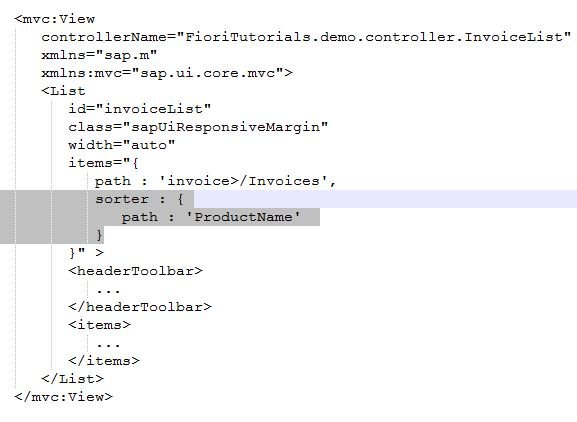 <mvc:View
controllerName="FioriTutorials.demo.controller.InvoiceList"
xmlns="sap.m"
xmlns:mvc="sap.ui.core.mvc">
<List
id="invoiceList"
class="sapUiResponsiveMargin"
width="auto"
items="{
path : 'invoice>/Invoices',
sorter : {
path : 'ProductName'
}
}" >
<headerToolbar>
...
</headerToolbar>
<items>
...
</items>
</List>
</mvc:View>